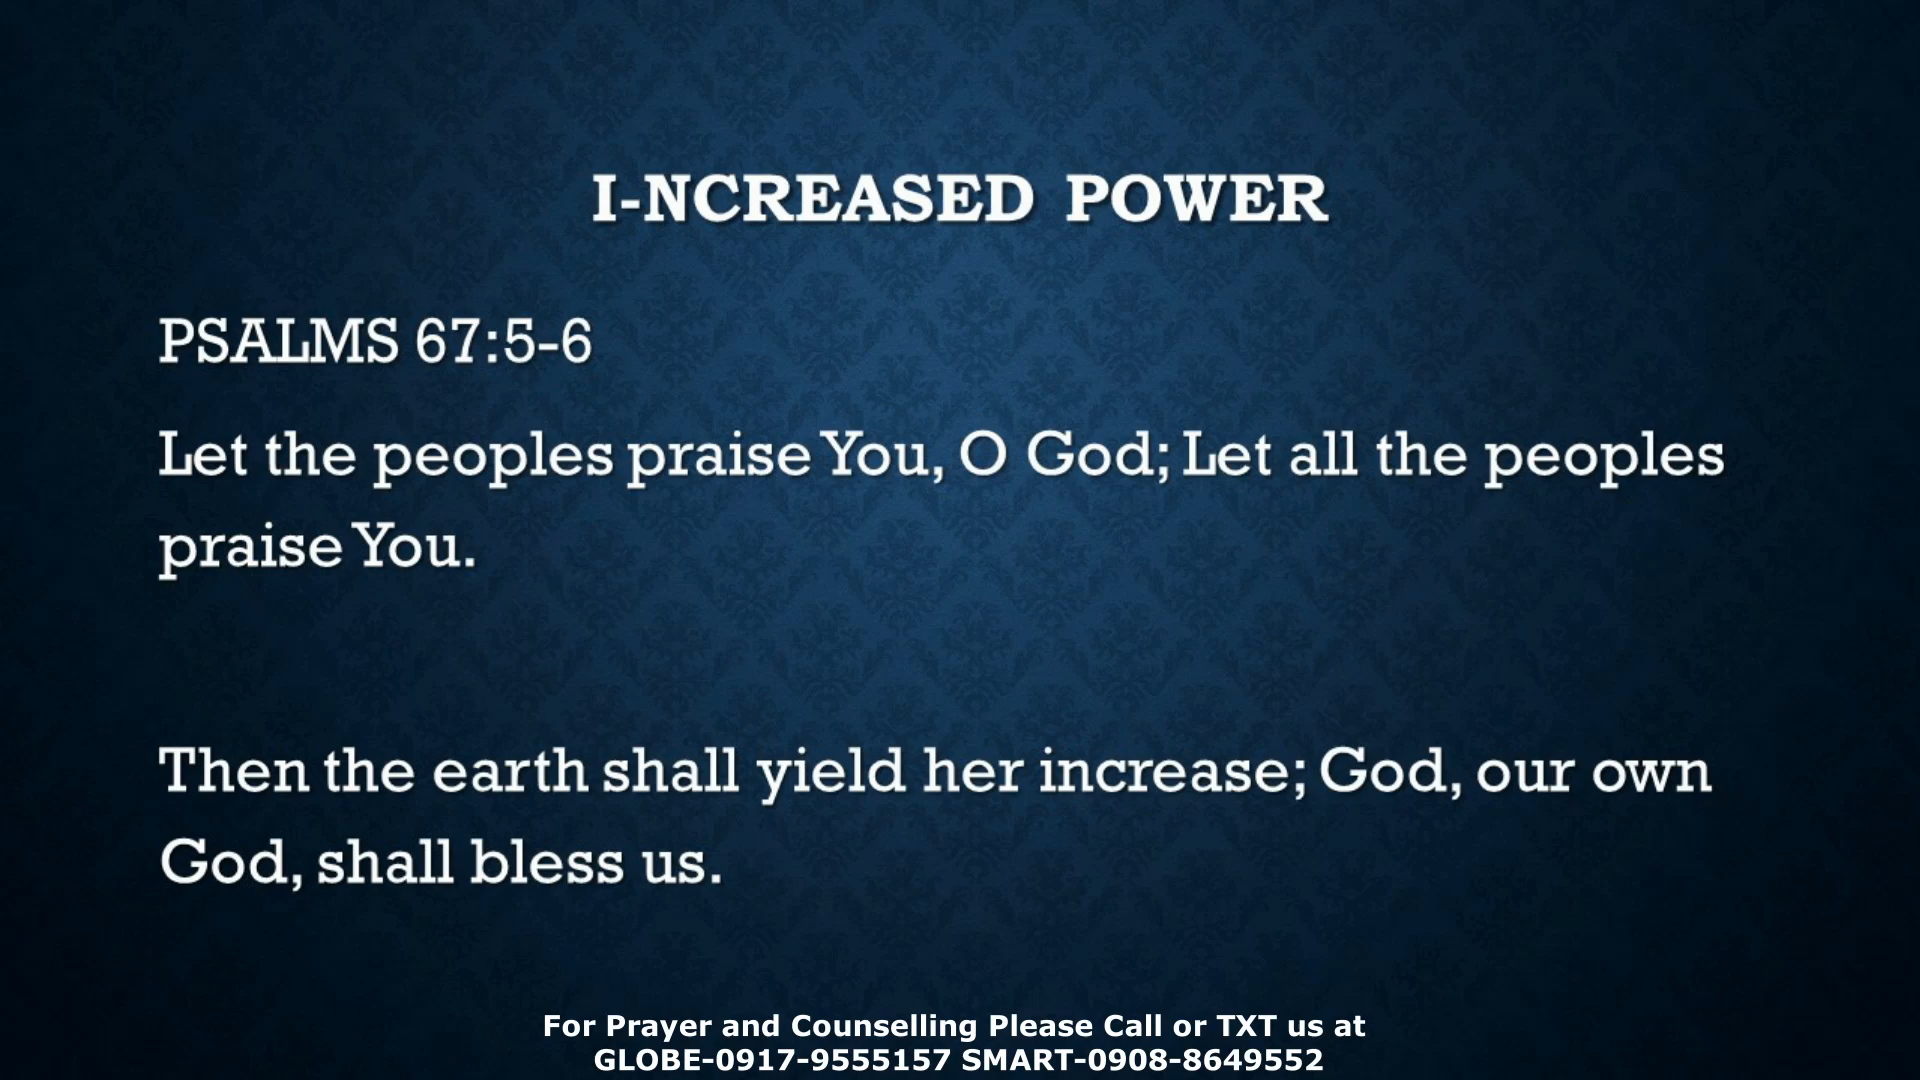 I-NCREASED POWER
PSALMS 67:5-6
Let the peoples praise You, O God; Let all the peoples
praise You.
Then the earth shall yield her increase; God, our own
God, shall bless us.
For Prayer and Counselling Please Call or TXT us at
GLOBE-0917-9555157 SMART-0908-8649552